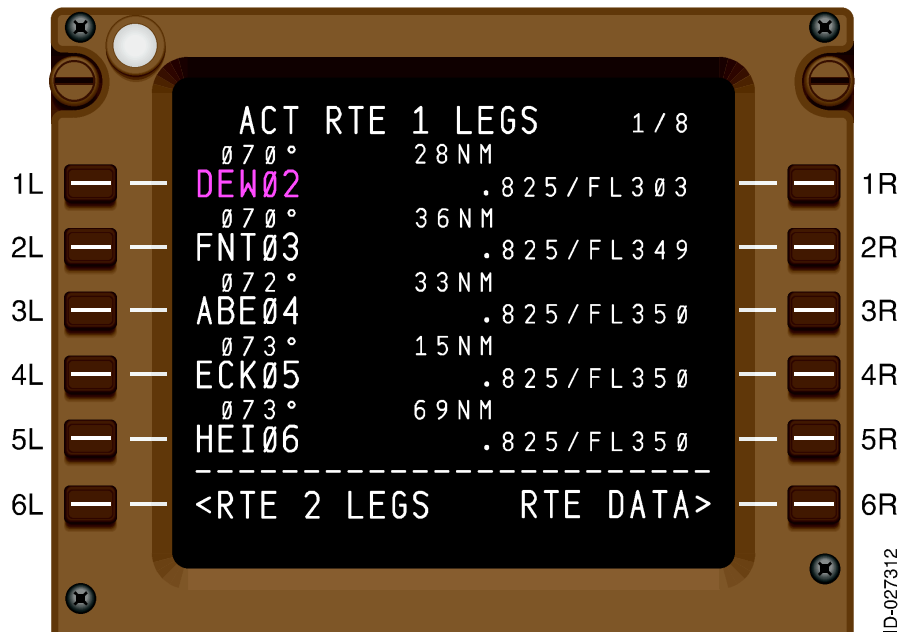 ACT RTE 1 LEGS 1/8
Ø7Ø° 28NM
1L DEWØ2 .825/FL3Ø3 1R
Ø7Ø° 36NM
2L FNTØ3 .825/FL349 2R
Ø72° 33NM
3L ABEØ4 .825/FL35Ø 3R
Ø73° 15NM
4L ECKØ5 .825/FL35Ø 4R
Ø73° 69NM
5L HEIØ6 .825/FL35Ø 5R
------------------------
6L <RTE 2 LEGS RTE DATA> 6R
ID-027312